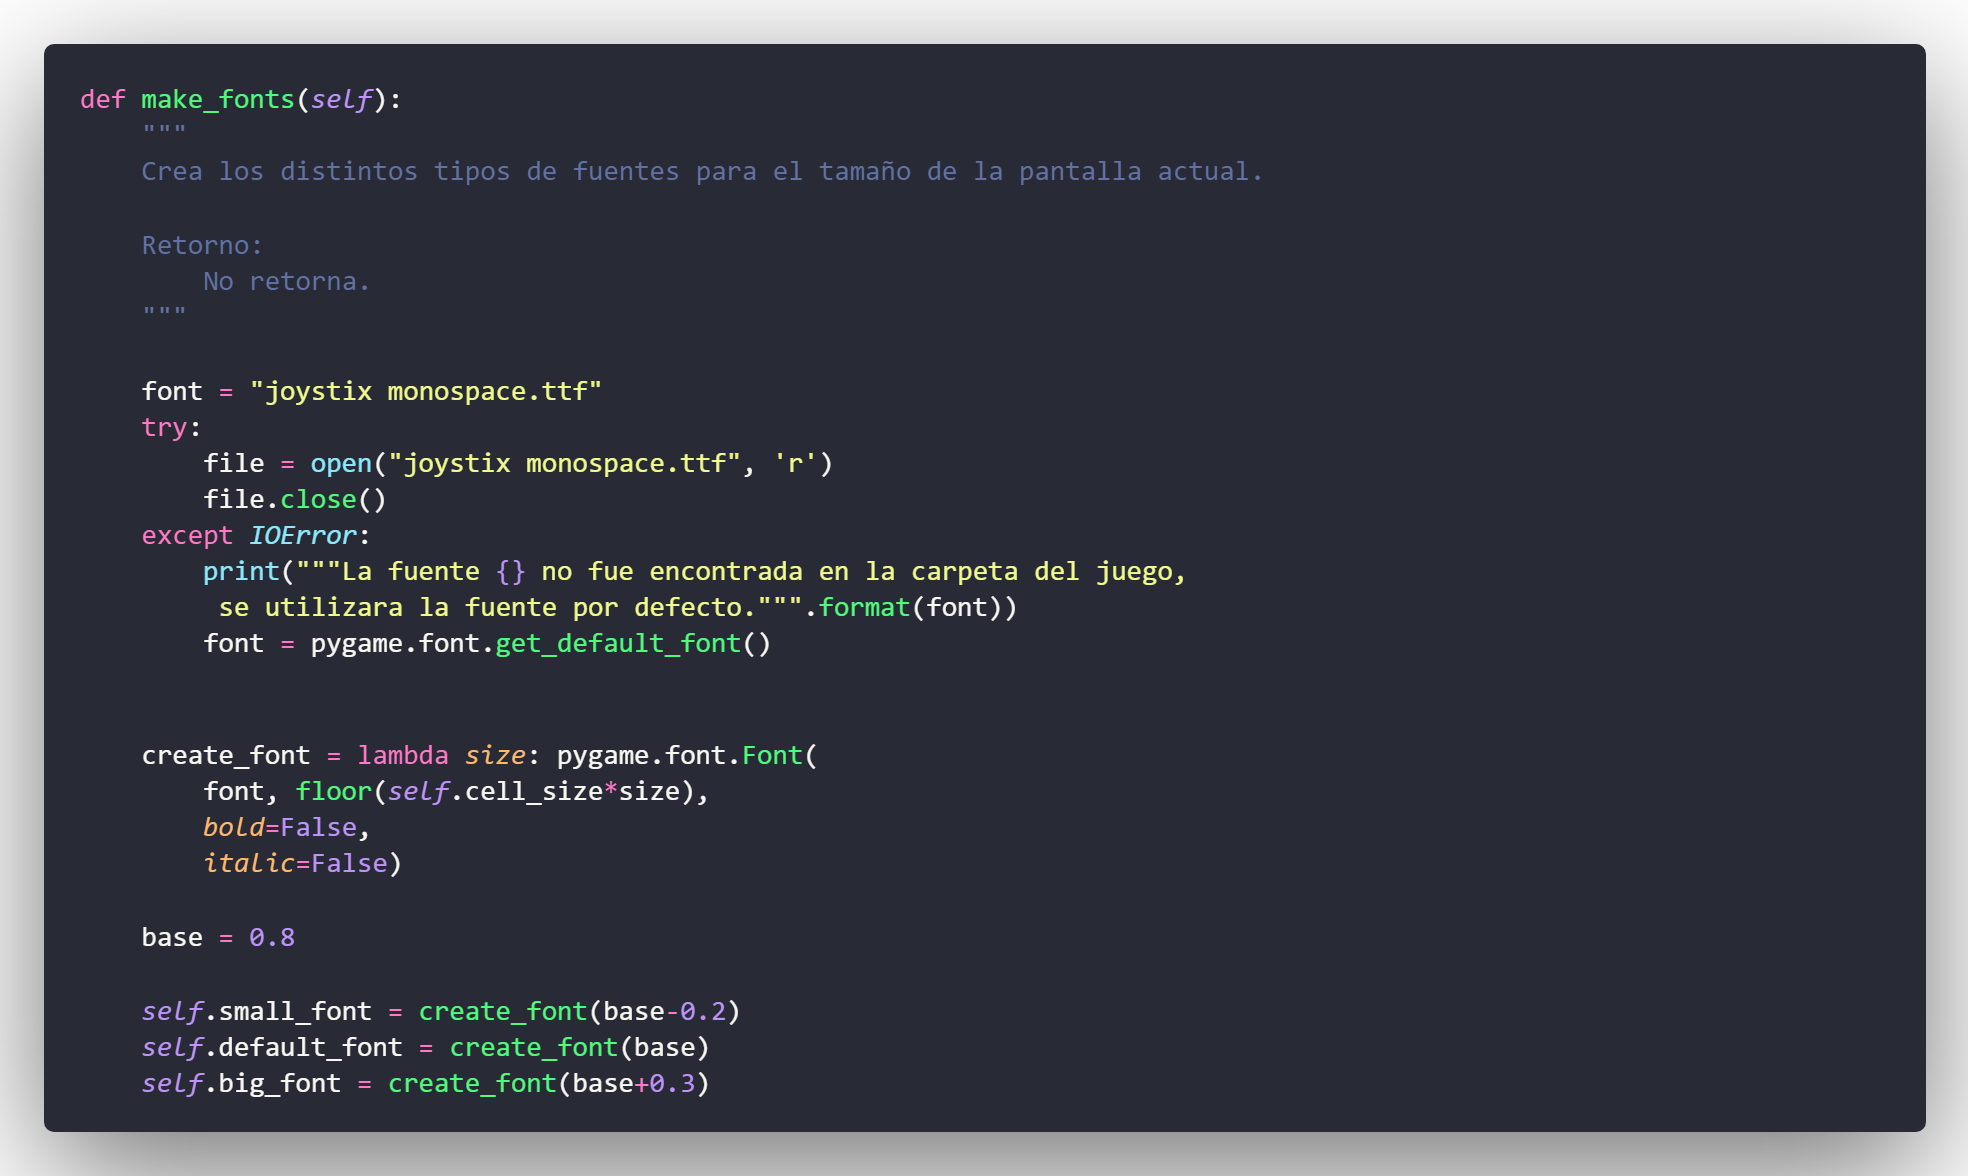 def make_fonts(self):
    """
    Crea los distintos tipos de fuentes para el tamaño de la pantalla actual.

    Retorno:
        No retorna.
    """

    font = "joystix monospace.ttf"
    try:
        file = open("joystix monospace.ttf", 'r')
        file.close()
    except IOError:
        print("""La fuente {} no fue encontrada en la carpeta del juego,
         se utilizara la fuente por defecto.""".format(font))
        font = pygame.font.get_default_font()


    create_font = lambda size: pygame.font.Font(
        font, floor(self.cell_size*size),
        bold=False,
        italic=False)

    base = 0.8

    self.small_font = create_font(base-0.2)
    self.default_font = create_font(base)
    self.big_font = create_font(base+0.3)